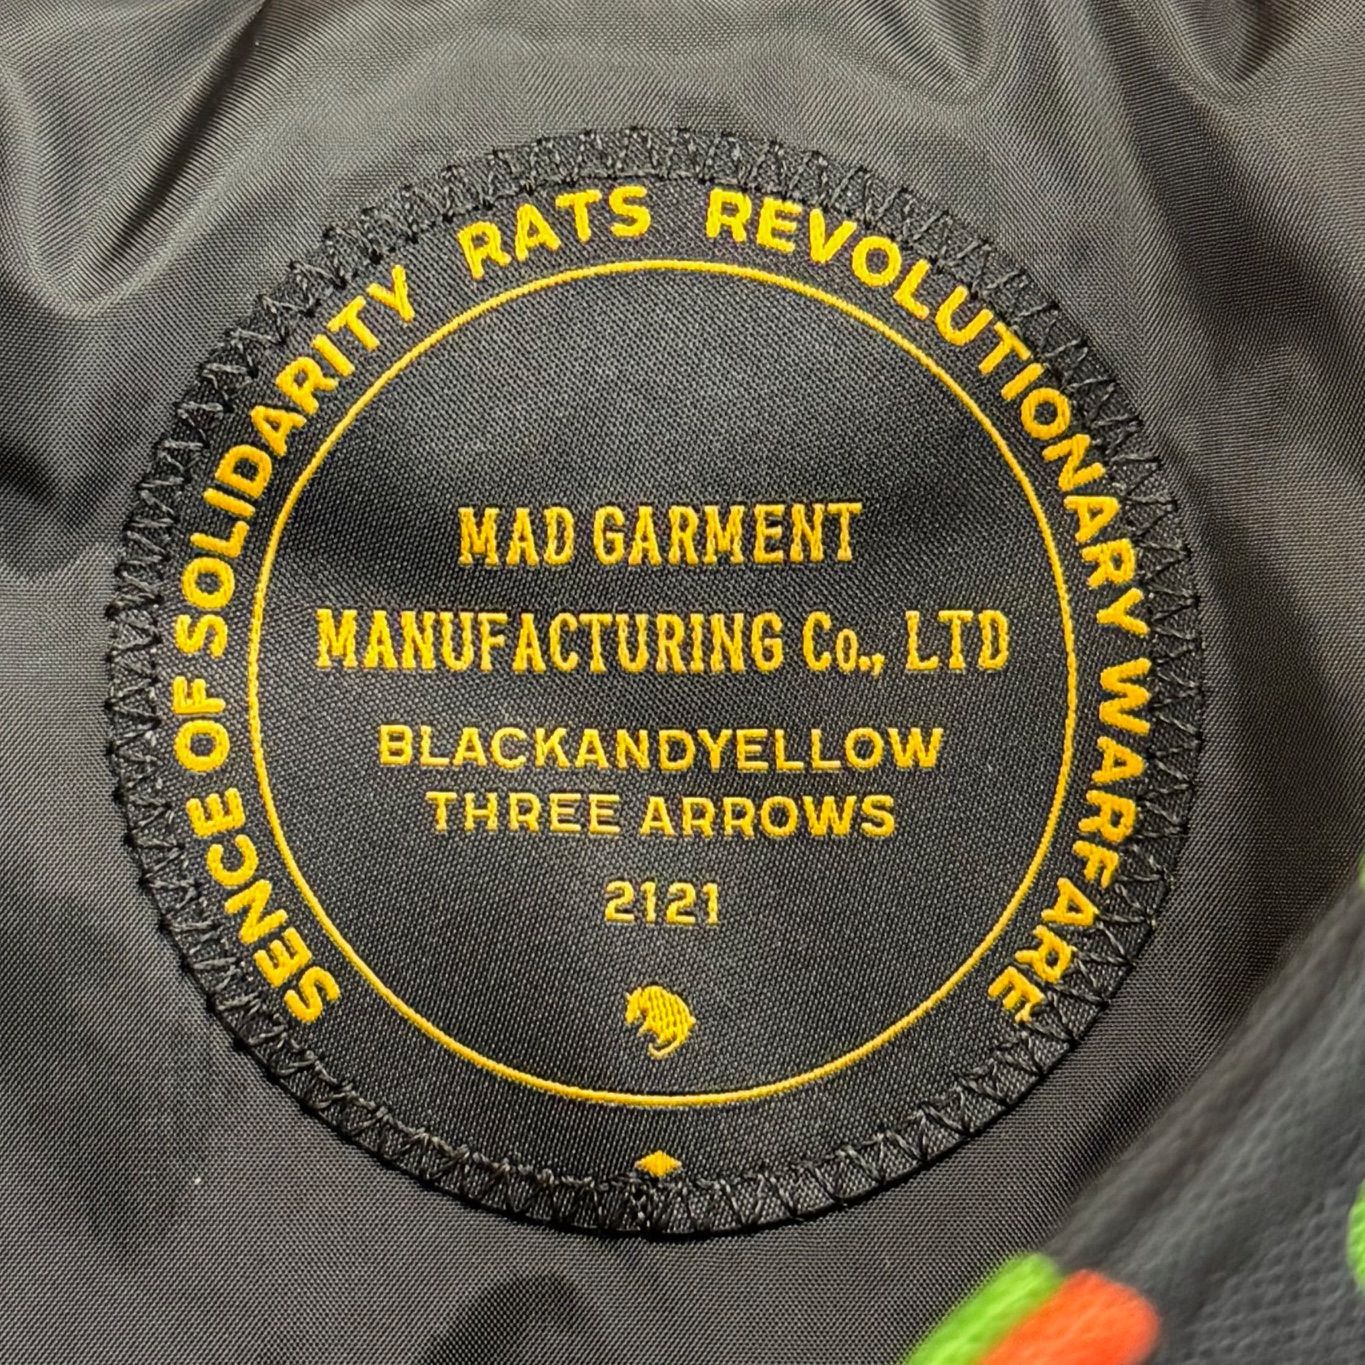 SENCE OF SOLIDARITY RATS REVOLUTIONARY WARFARE
MAD GARMENT
MANUFACTURING Co., LTD
BLACKANDYELLOW
THREE ARROWS
2121